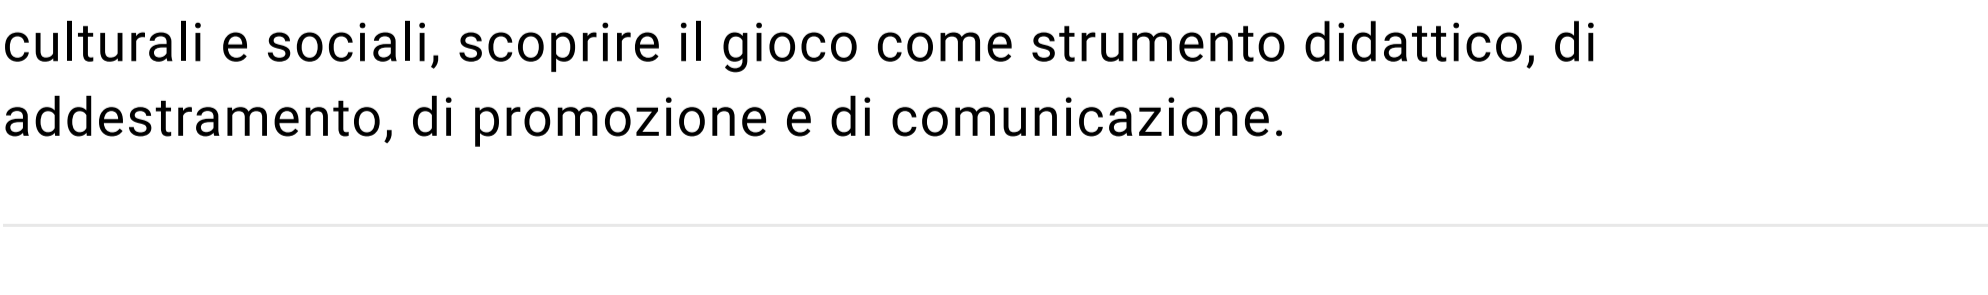 culturali e sociali, scoprire il gioco come strumento didattico, di
addestramento, di promozione e di comunicazione.